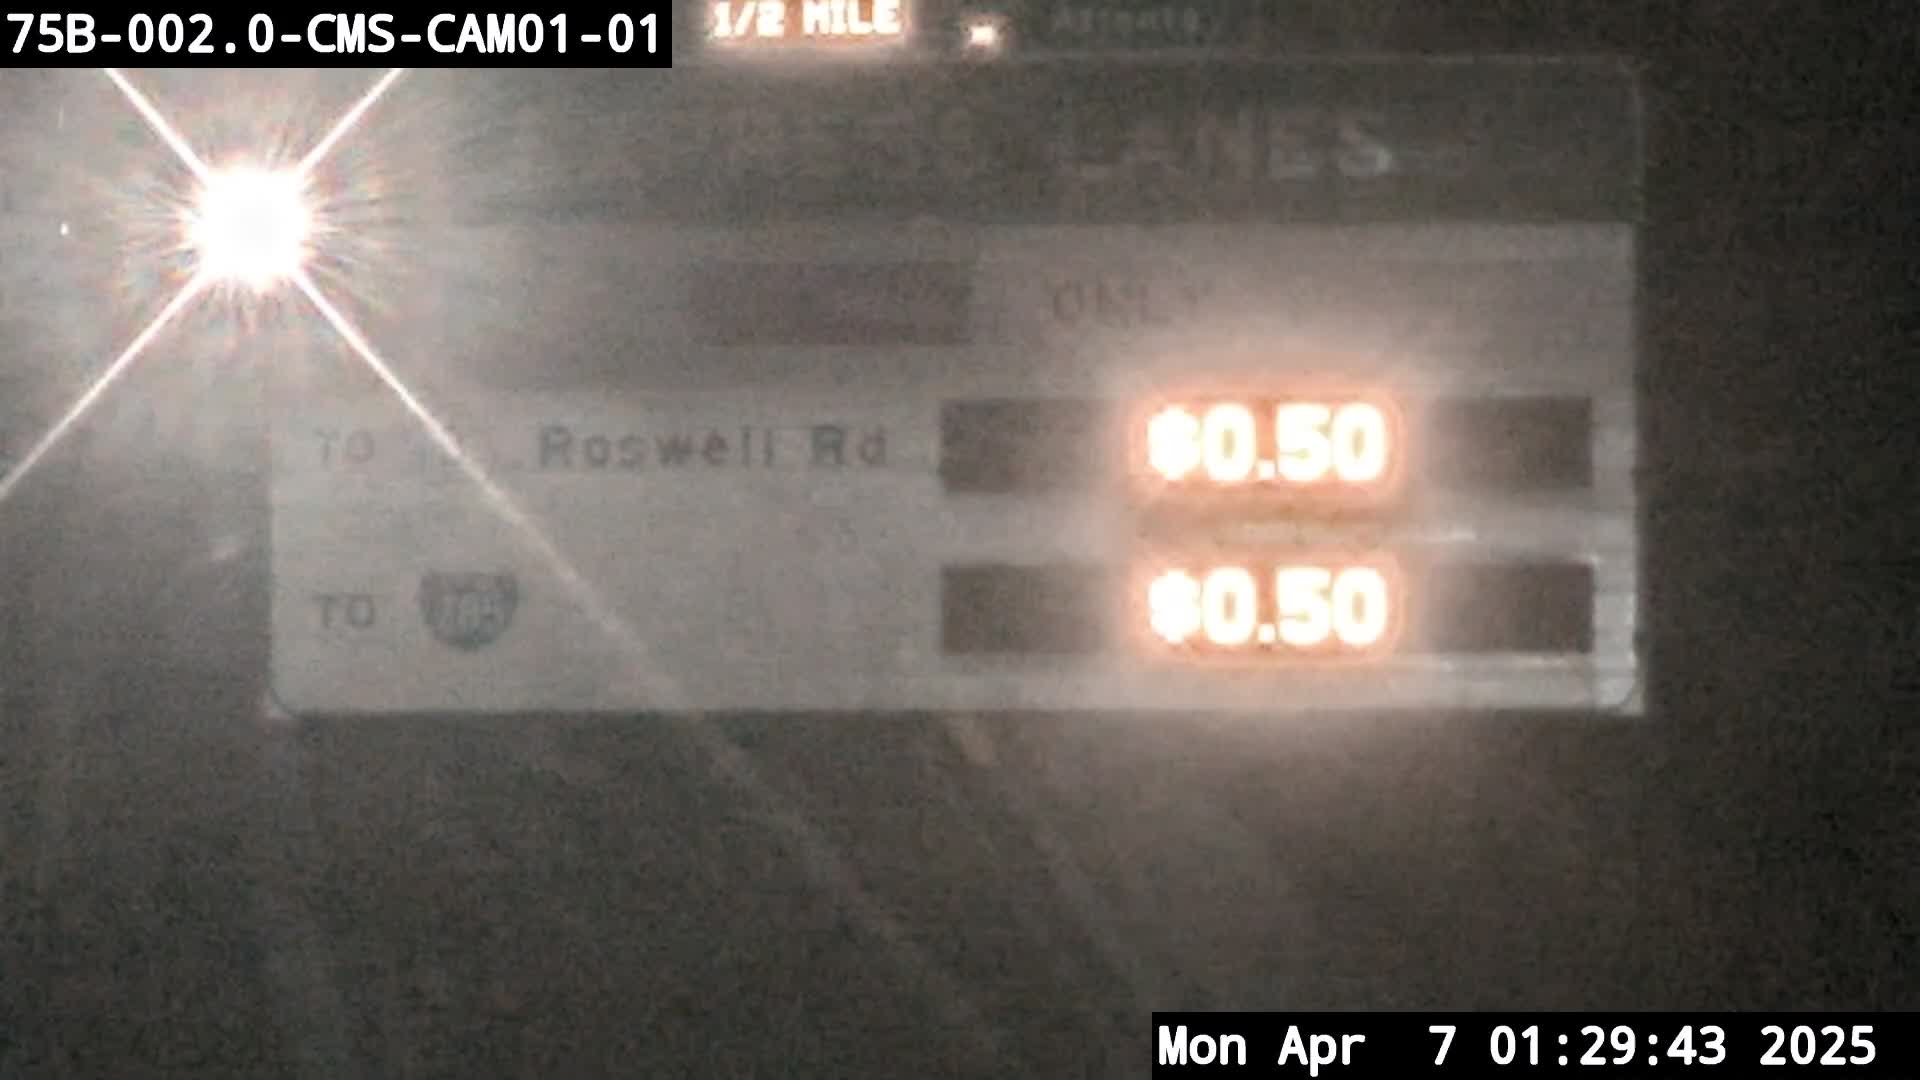 75B-002.0-CMS-CAM01-01
1/2 MILE
LANES
ONLY
TO Roswell Rd $0.50
TO $0.50
Mon Apr 7 01:29:43 2025